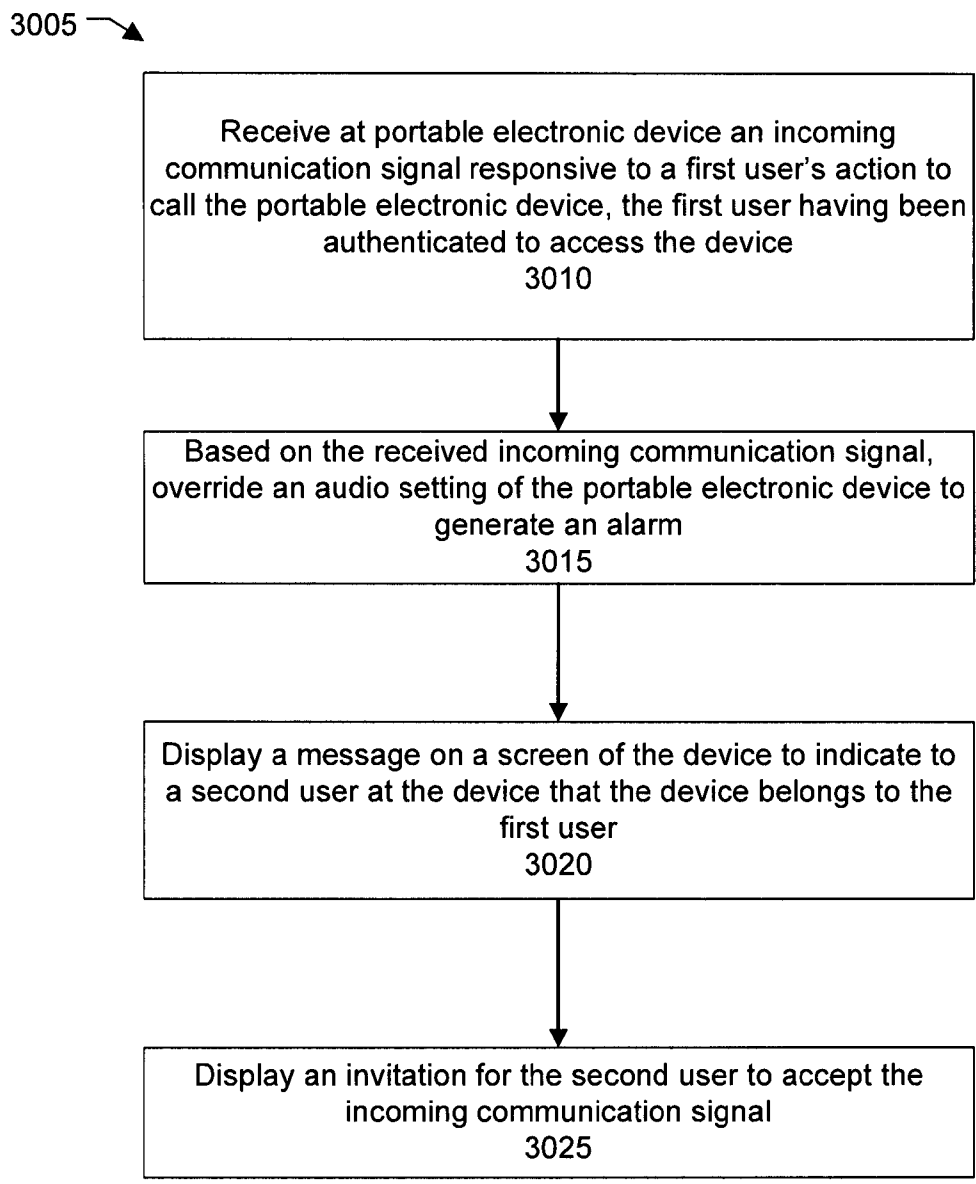 3005
Receive at portable electronic device an incoming
communication signal responsive to a first user's action to
call the portable electronic device, the first user having been
authenticated to access the device
3010
Based on the received incoming communication signal,
override an audio setting of the portable electronic device to
generate an alarm
3015
Display a message on a screen of the device to indicate to
a second user at the device that the device belongs to the
first user
3020
Display an invitation for the second user to accept the
incoming communication signal
3025